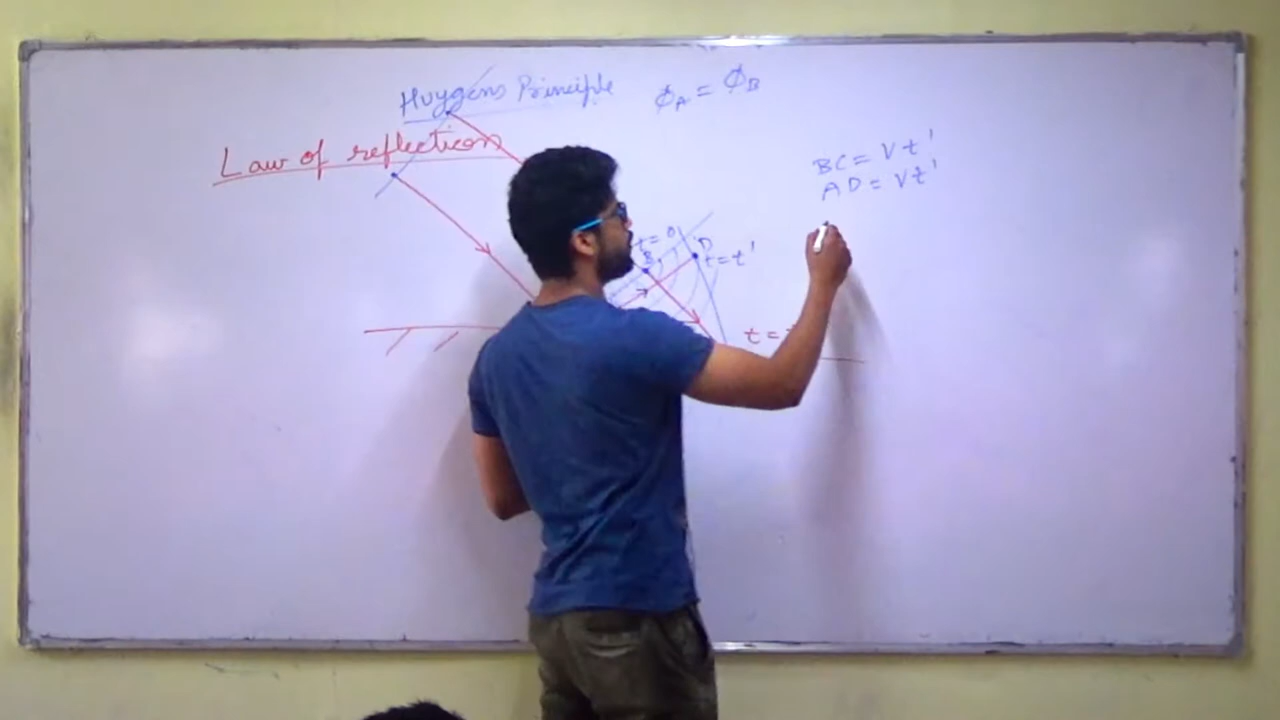 Huygens Principle
ϕA = ϕB
Law of reflection
BC = Vt'
AD = Vt'
t=0
B
D
t=t'
t =